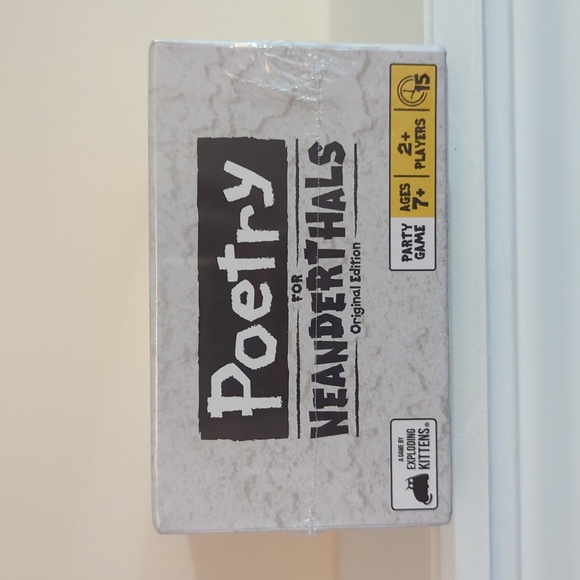 Poetry
FOR
NEANDERTHALS
Original Edition
A GAME BY
EXPLODING
KITTENS®
PARTY
GAME
AGES
7+
2+
PLAYERS
15